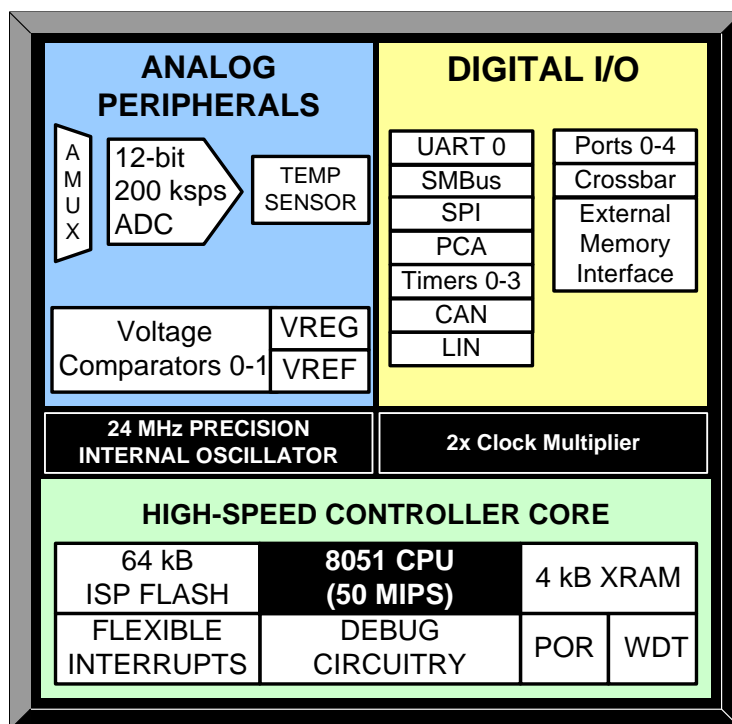 ANALOG
PERIPHERALS
A
M
U
X
12-bit
200 ksps
ADC
TEMP
SENSOR
Voltage
Comparators 0-1
VREG
VREF
DIGITAL I/O
UART 0
SMBus
SPI
PCA
Timers 0-3
CAN
LIN
Ports 0-4
Crossbar
External
Memory
Interface
24 MHz PRECISION
INTERNAL OSCILLATOR
2x Clock Multiplier
HIGH-SPEED CONTROLLER CORE
64 kB
ISP FLASH
8051 CPU
(50 MIPS)
4 kB XRAM
FLEXIBLE
INTERRUPTS
DEBUG
CIRCUITRY
POR
WDT